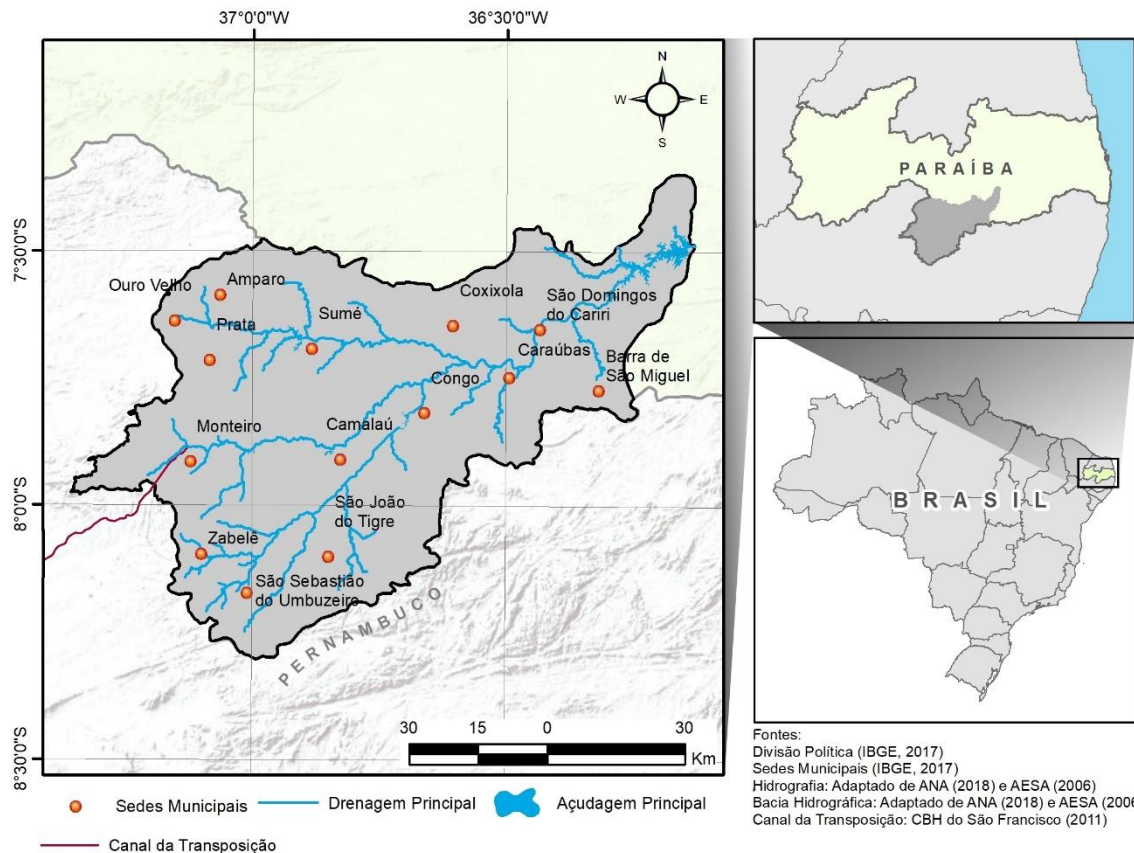 37°0'0"W
36°30'0"W
7°30'0"S
8°0'0"S
8°30'0"S
N
W
E
S
Ouro Velho
Amparo
Prata
Sumé
Coxixola
São Domingos
do Cariri
Caraúbas
Barra de
São Miguel
Congo
Monteiro
Camalaú
São João
do Tigre
Zabelê
São Sebastião
do Umbuzeiro
PERNAMBUCO
30
15
0
30
Km
PARAÍBA
BRASIL
Sedes Municipais
Drenagem Principal
Açudagem Principal
Canal da Transposição
Fontes:
Divisão Política (IBGE, 2017)
Sedes Municipais (IBGE, 2017)
Hidrografia: Adaptado de ANA (2018) e AESA (2006)
Bacia Hidrográfica: Adaptado de ANA (2018) e AESA (2006
Canal da Transposição: CBH do São Francisco (2011)